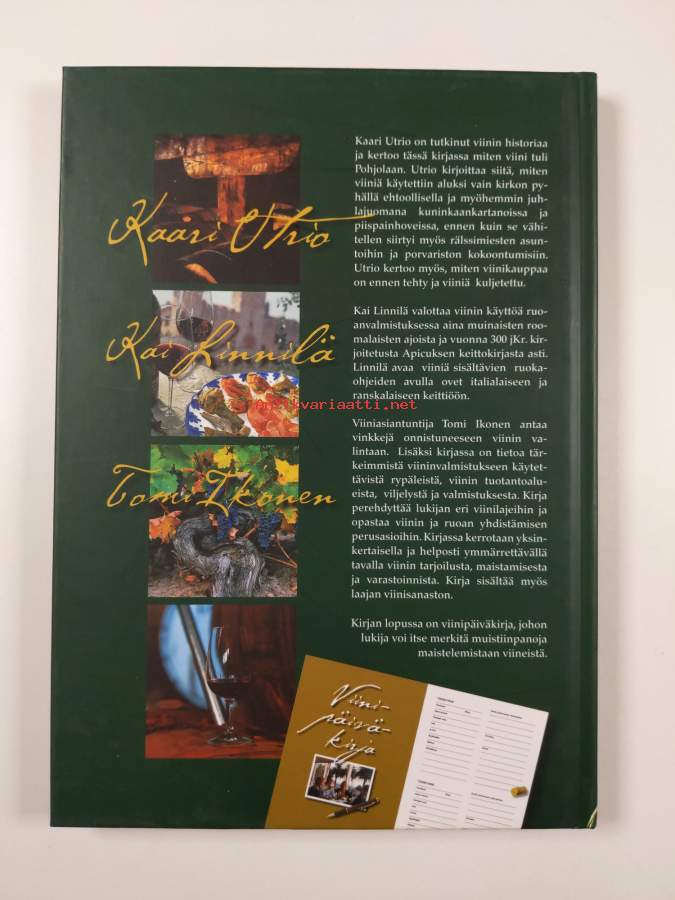 Kaari Utrio
Kai Linnilä
Tomi Ikonen
Kaari Utrio on tutkinut viinin historiaa
ja kertoo tässä kirjassa miten viini tuli
Pohjolaan. Utrio kirjoittaa siitä, miten
viiniä käytettiin aluksi vain kirkon py-
hällä ehtoollisella ja myöhemmin juh-
lajuomana kuninkaankartanoissa ja
piispainhoveissa, ennen kuin se vähi-
tellen siirtyi myös rälssimiesten asun-
toihin ja porvariston kokoontumisiin.
Utrio kertoo myös, miten viinikauppaa
on ennen tehty ja viiniä kuljetettu.
Kai Linnilä valottaa viinin käyttöä ruo-
anvalmistuksessa aina muinaisten roo-
malaisten ajoista ja vuonna 300 jKr. kir-
joitetusta Apicuksen keittokirjasta asti.
Linnilä avaa viiniä sisältävien ruoka-
ohjeiden avulla ovet italialaiseen ja
ranskalaiseen keittiöön.
Viiniasiantuntija Tomi Ikonen antaa
vinkkejä onnistuneeseen viinin va-
lintaan. Lisäksi kirjassa on tietoa tär-
keimmistä viininvalmistukseen käytet-
tävistä rypäleistä, viinin tuotantoalu-
eista, viljelystä ja valmistuksesta. Kirja
perehdyttää lukijan eri viinilajeihin ja
opastaa viinin ja ruoan yhdistämisen
perusasioihin. Kirjassa kerrotaan yksin-
kertaisella ja helposti ymmärrettävällä
tavalla viinin tarjoilusta, maistamisesta
ja varastoinnista. Kirja sisältää myös
laajan viinisanaston.
Kirjan lopussa on viinipäiväkirja, johon
lukija voi itse merkitä muistiinpanoja
maistelemistaan viineistä.
Viini-
päivä-
kirja